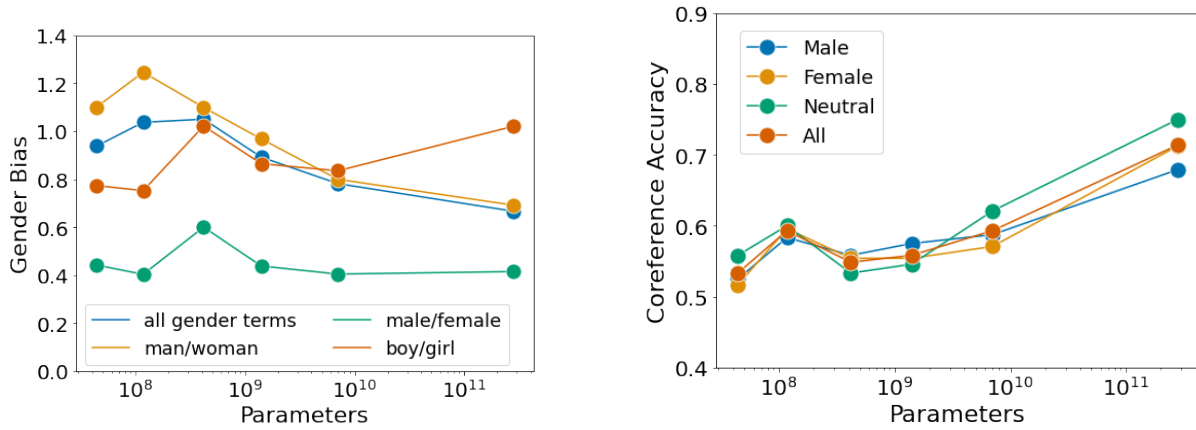 Gender Bias
1.4
1.2
1.0
0.8
0.6
0.4
0.2
0.0
all gender terms
man/woman
male/female
boy/girl
10^8
10^9
10^10
10^11
Parameters
Coreference Accuracy
0.9
0.8
0.7
0.6
0.5
0.4
Male
Female
Neutral
All
10^8
10^9
10^10
10^11
Parameters